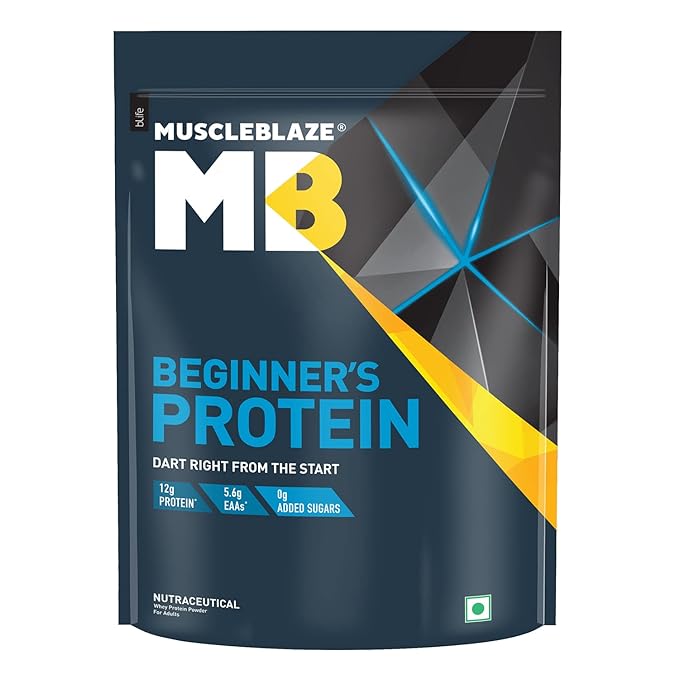 bLife
MUSCLEBLAZE®
MB
BEGINNER'S
PROTEIN
DART RIGHT FROM THE START
12g
PROTEIN*
5.6g
EAAs*
0g
ADDED SUGARS
NUTRACEUTICAL
Whey Protein Powder
For Adults